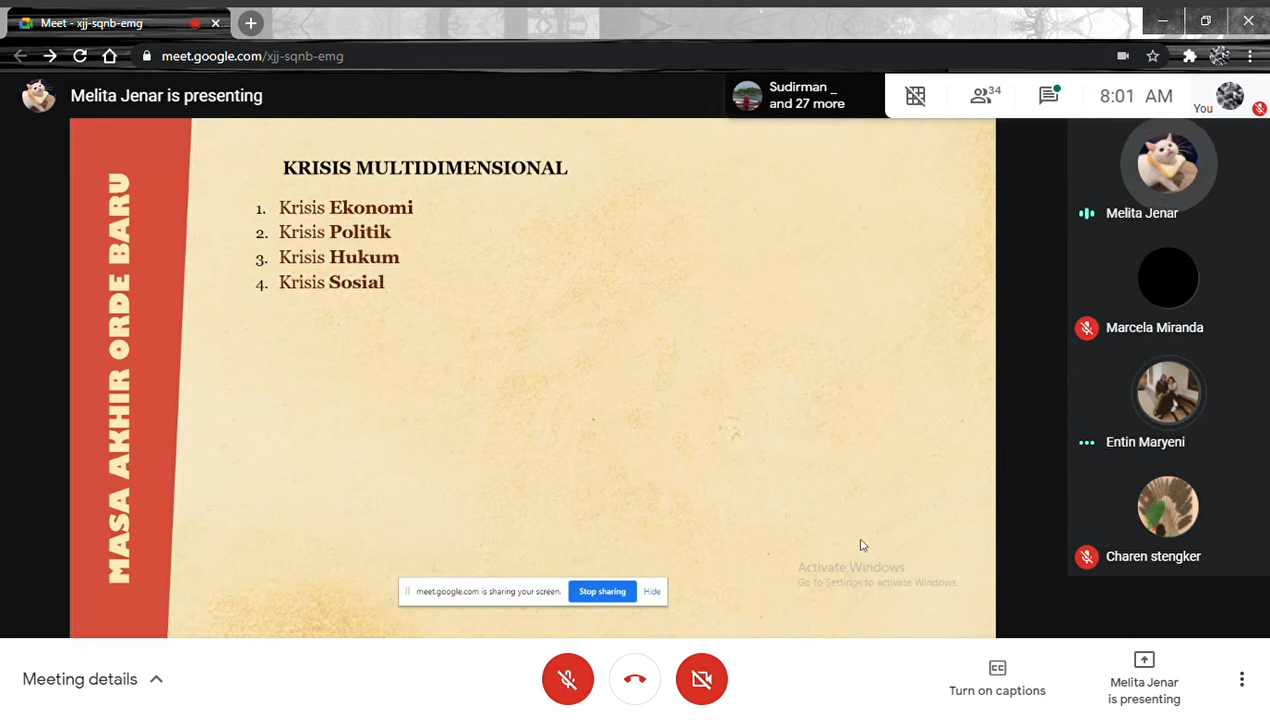 Meet - xjj-sqnb-emg
meet.google.com/xjj-sqnb-emg
Melita Jenar is presenting
Sudirman _
and 27 more
34
8:01 AM
You
MASA AKHIR ORDE BARU
KRISIS MULTIDIMENSIONAL
1. Krisis Ekonomi
2. Krisis Politik
3. Krisis Hukum
4. Krisis Sosial
Melita Jenar
Marcela Miranda
Entin Maryeni
Charen stengker
Activate Windows
Go to Settings to activate Windows.
meet.google.com is sharing your screen.
Stop sharing
Hide
Meeting details
CC
Turn on captions
Melita Jenar
is presenting